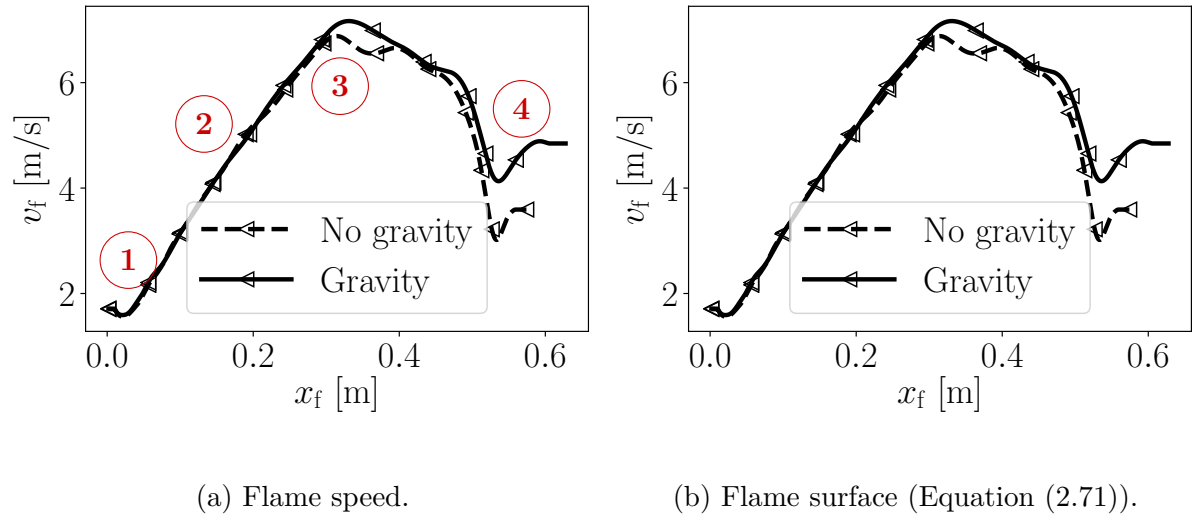 6
4
2
v_f [m/s]
1
2
3
4
No gravity
Gravity
0.0 0.2 0.4 0.6
x_f [m]
6
4
2
v_f [m/s]
No gravity
Gravity
0.0 0.2 0.4 0.6
x_f [m]
(a) Flame speed.
(b) Flame surface (Equation (2.71)).